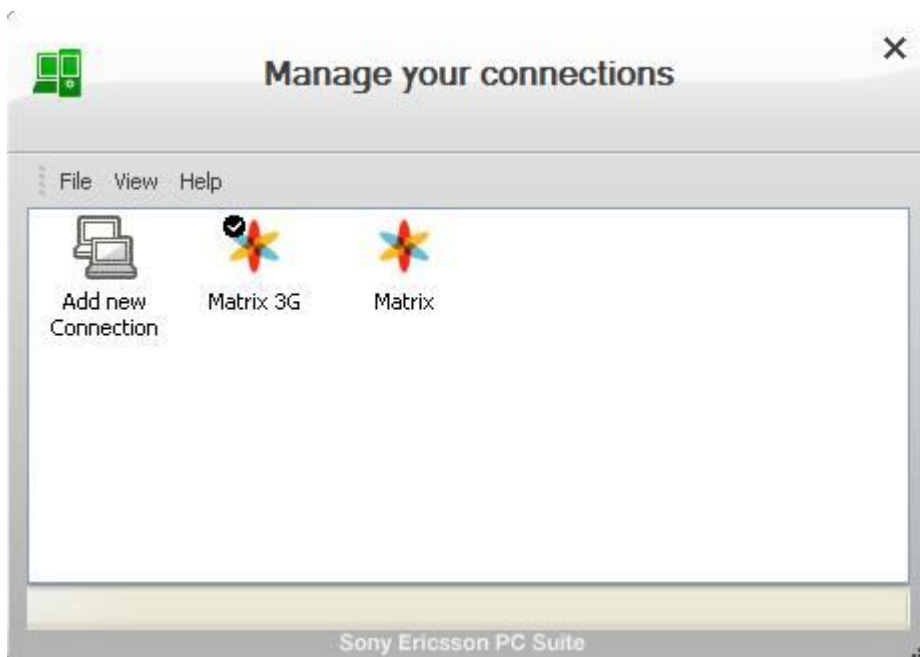 Manage your connections
File View Help
Add new Connection
Matrix 3G
Matrix
Sony Ericsson PC Suite